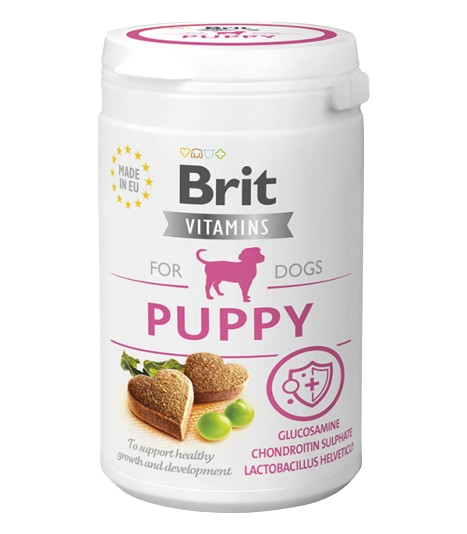 PUPPY
MADE
IN EU
Brit
VITAMINS
FOR DOGS
PUPPY
To support healthy
growth and development
GLUCOSAMINE
CHONDROITIN SULPHATE
LACTOBACILLUS HELVETICUS